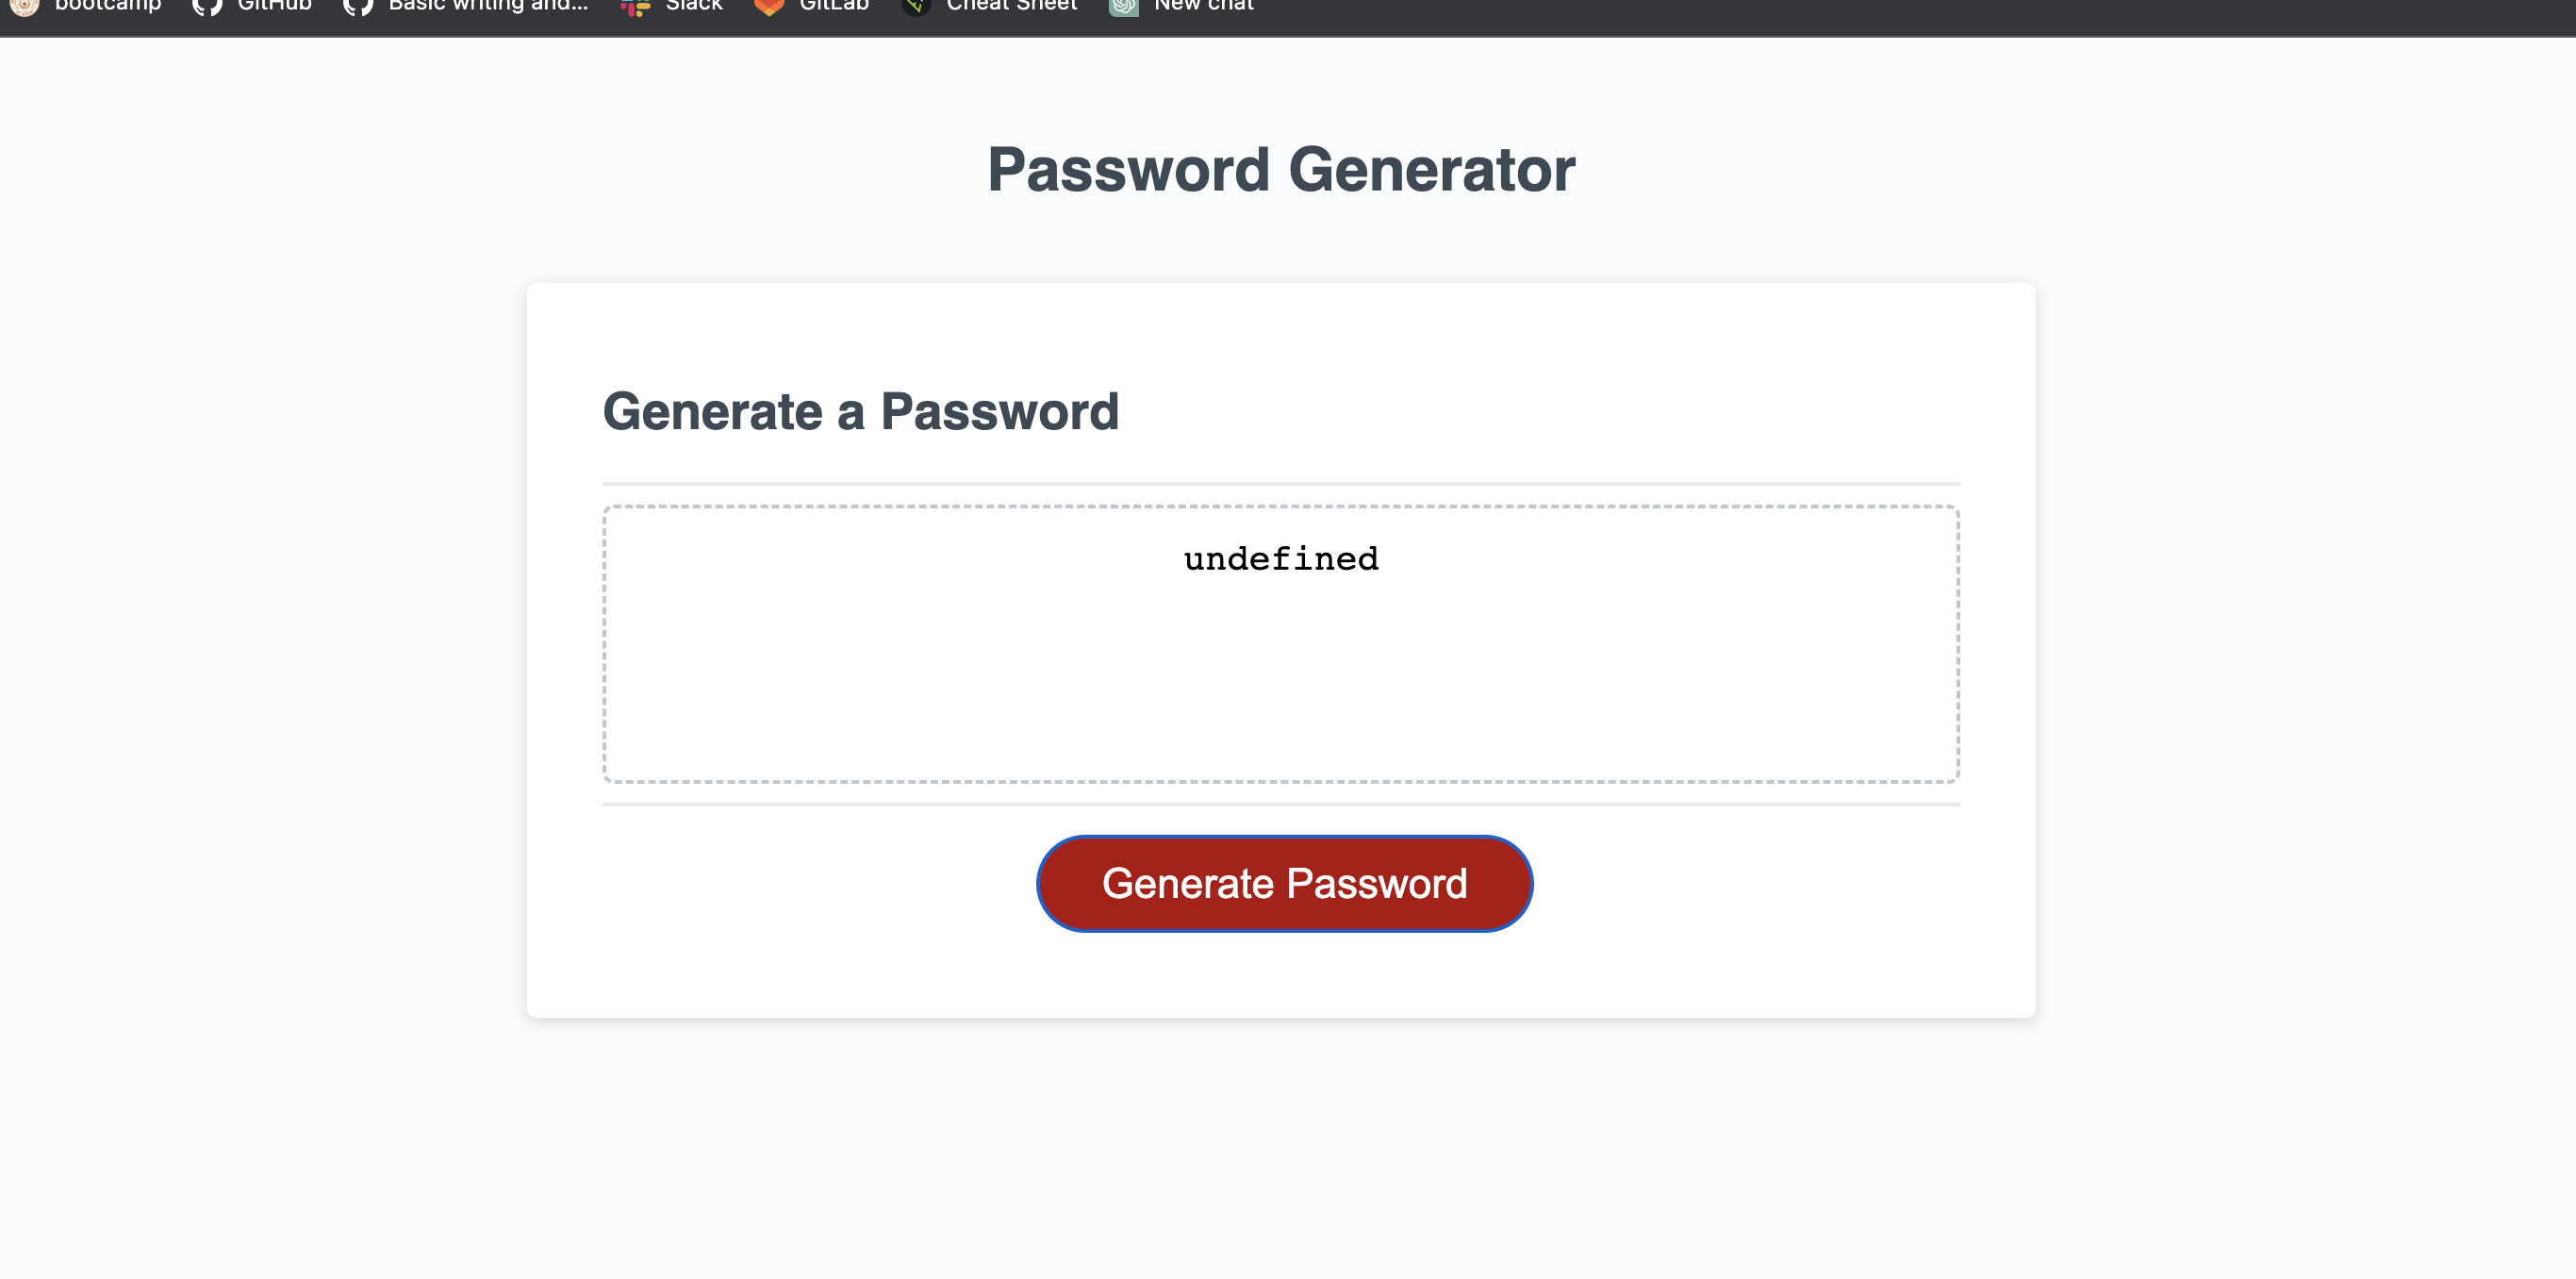 bootcamp GitHub Basic writing and... Slack GitLab Cheat Sheet New chat
Password Generator
Generate a Password
undefined
Generate Password